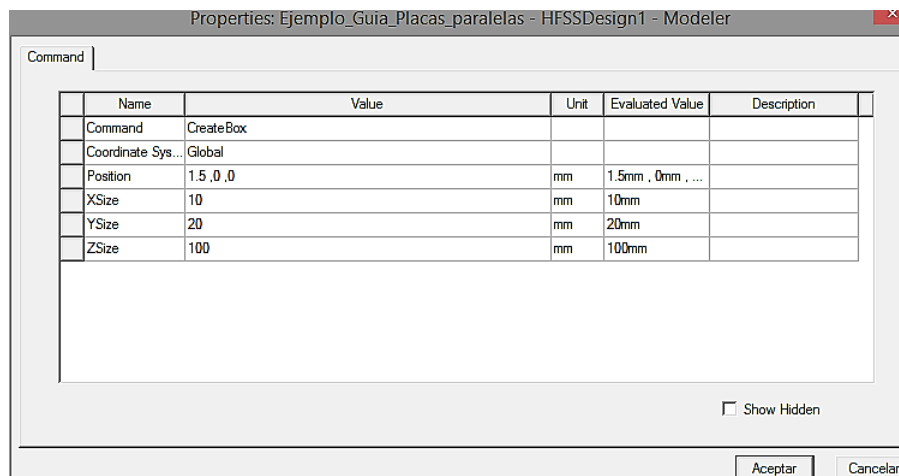 Properties: Ejemplo_Guia_Placas_paralelas - HFSSDesign1 - Modeler
Command
Name Value Unit Evaluated Value Description
Command CreateBox
Coordinate Sys... Global
Position 1.5 ,0 ,0 mm 1.5mm , 0mm , ...
XSize 10 mm 10mm
YSize 20 mm 20mm
ZSize 100 mm 100mm
Show Hidden
Aceptar Cancelar